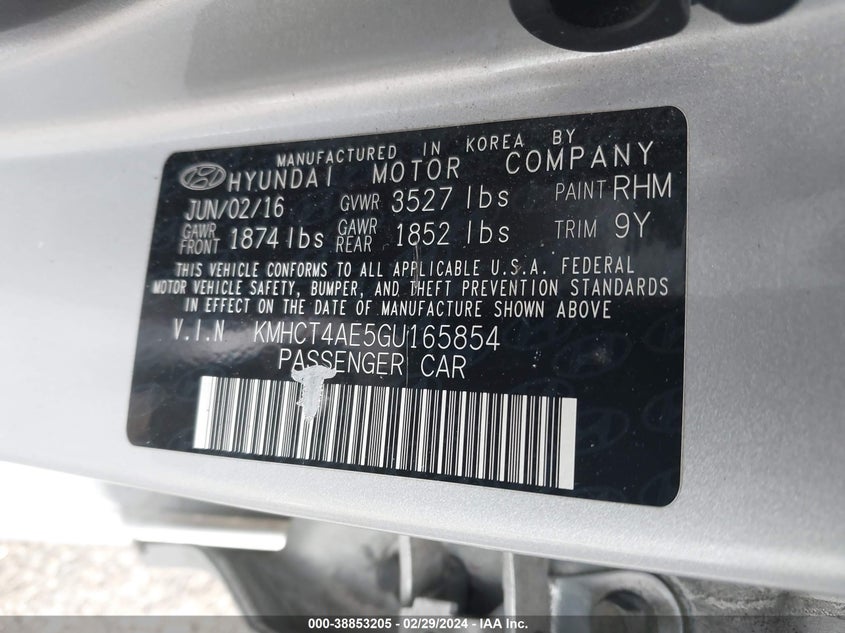 MANUFACTURED IN KOREA BY
HYUNDAI MOTOR COMPANY
JUN/02/16 GVWR 3527 lbs PAINT RHM
GAWR FRONT 1874 lbs GAWR REAR 1852 lbs TRIM 9Y
THIS VEHICLE CONFORMS TO ALL APPLICABLE U.S.A. FEDERAL
MOTOR VEHICLE SAFETY, BUMPER, AND THEFT PREVENTION STANDARDS
IN EFFECT ON THE DATE OF MANUFACTURE SHOWN ABOVE
V.I.N KMHCT4AE5GU165854
PASSENGER CAR
000-38853205 - 02/29/2024 - IAA Inc.